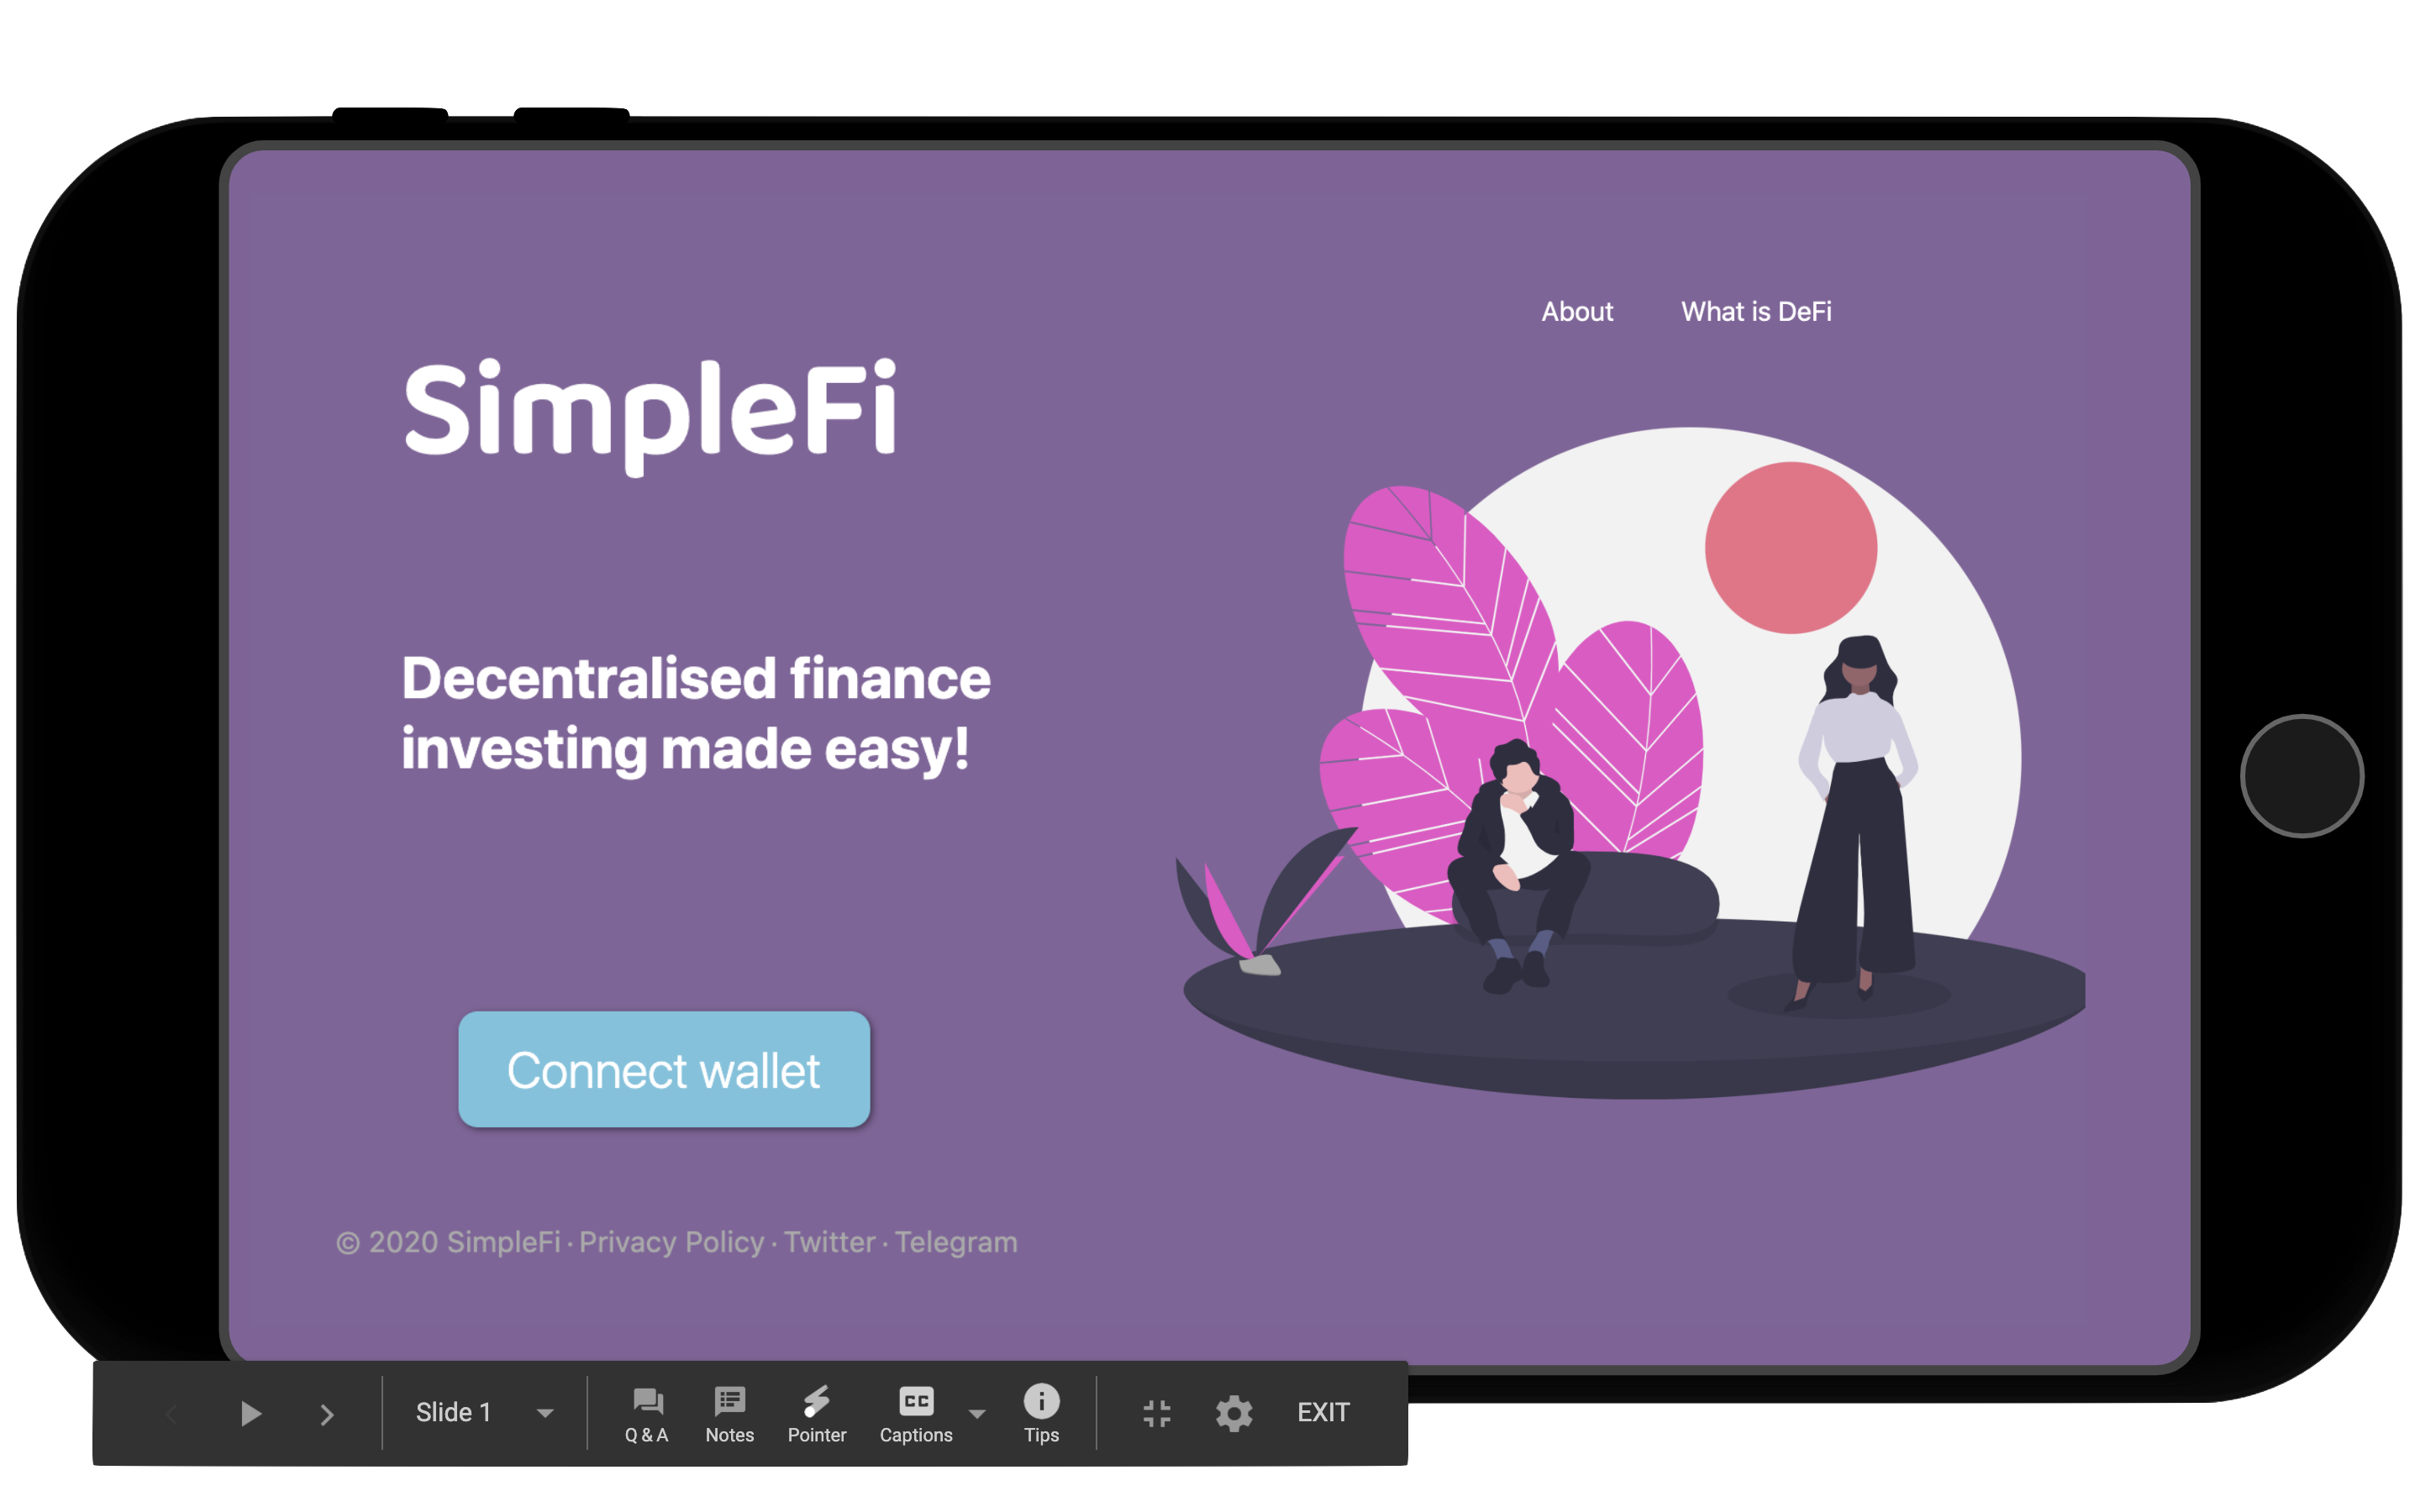 About What is DeFi
SimpleFi
Decentralised finance
investing made easy!
Connect wallet
© 2020 SimpleFi · Privacy Policy · Twitter · Telegram
Slide 1
Q & A Notes Pointer Captions Tips
CC
EXIT